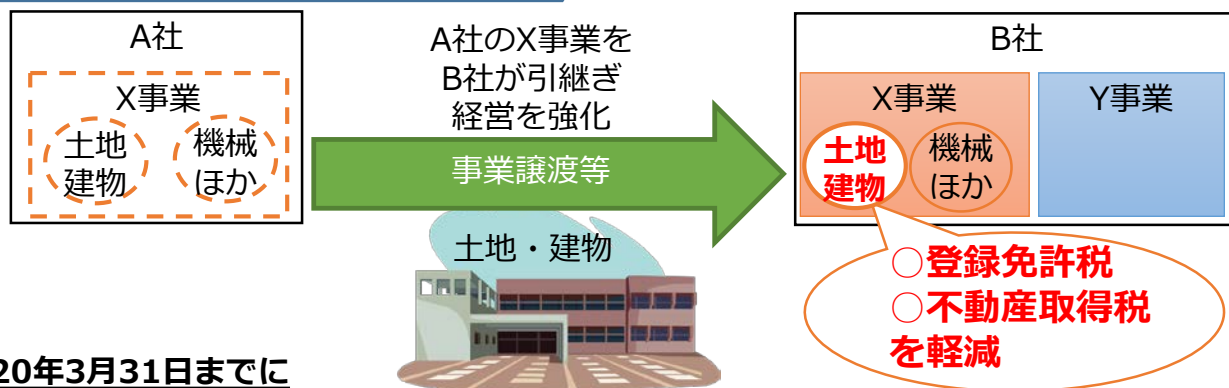 A社
X事業
土地
建物
機械
ほか
A社のX事業を
B社が引継ぎ
経営を強化
事業譲渡等
土地・建物
B社
X事業
土地
建物
機械
ほか
Y事業
○登録免許税
○不動産取得税
を軽減
20年3月31日までに